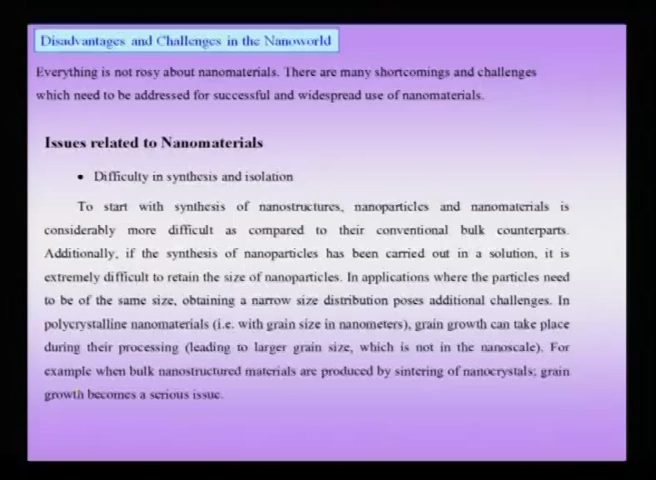 Disadvantages and Challenges in the Nanoworld
Everything is not rosy about nanomaterials. There are many shortcomings and challenges
which need to be addressed for successful and widespread use of nanomaterials.
Issues related to Nanomaterials
• Difficulty in synthesis and isolation
To start with synthesis of nanostructures, nanoparticles and nanomaterials is
considerably more difficult as compared to their conventional bulk counterparts.
Additionally, if the synthesis of nanoparticles has been carried out in a solution, it is
extremely difficult to retain the size of nanoparticles. In applications where the particles need
to be of the same size, obtaining a narrow size distribution poses additional challenges. In
polycrystalline nanomaterials (i.e. with grain size in nanometers), grain growth can take place
during their processing (leading to larger grain size, which is not in the nanoscale). For
example when bulk nanostructured materials are produced by sintering of nanocrystals; grain
growth becomes a serious issue.